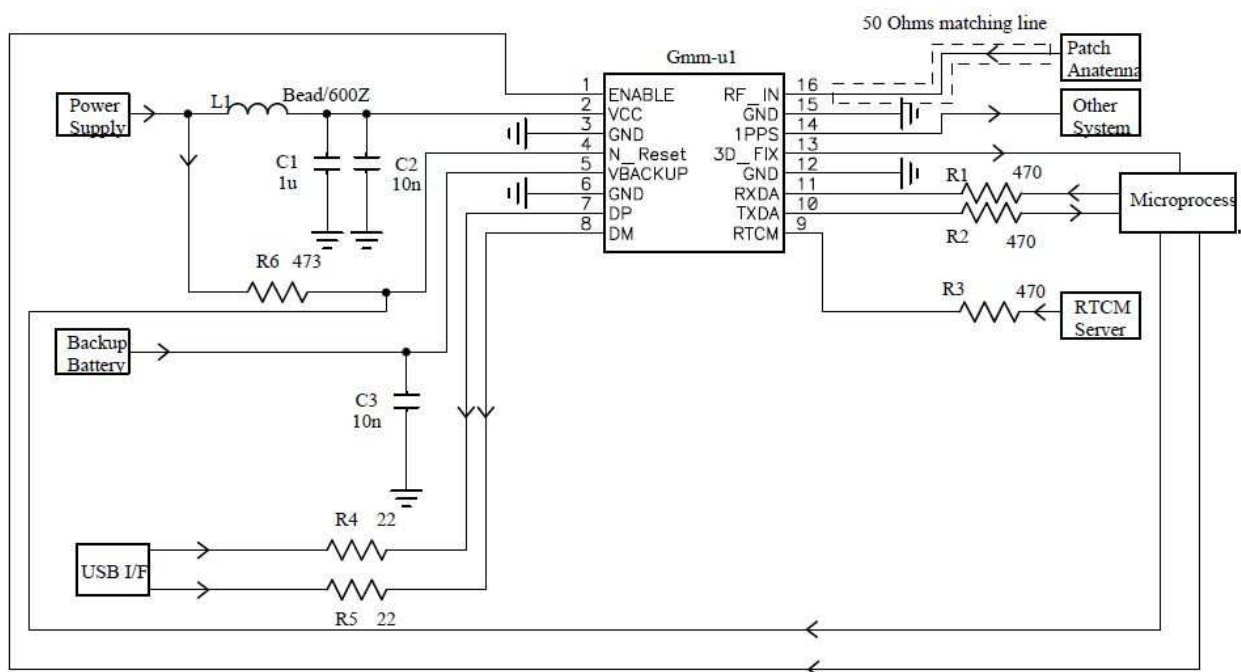 50 Ohms matching line
Gmm-u1
Patch
Anatenna
Power
Supply
L1
Bead/600Z
1
ENABLE
RF_IN
16
2
VCC
GND
15
3
GND
1PPS
14
4
N_Reset
3D_FIX
13
5
VBACKUP
GND
12
6
GND
RXDA
11
7
DP
TXDA
10
8
DM
RTCM
9
Other
System
C1
1u
C2
10n
R1
470
R2
470
Microprocess
R6 473
R3
470
RTCM
Server
Backup
Battery
C3
10n
R4 22
USB I/F
R5 22